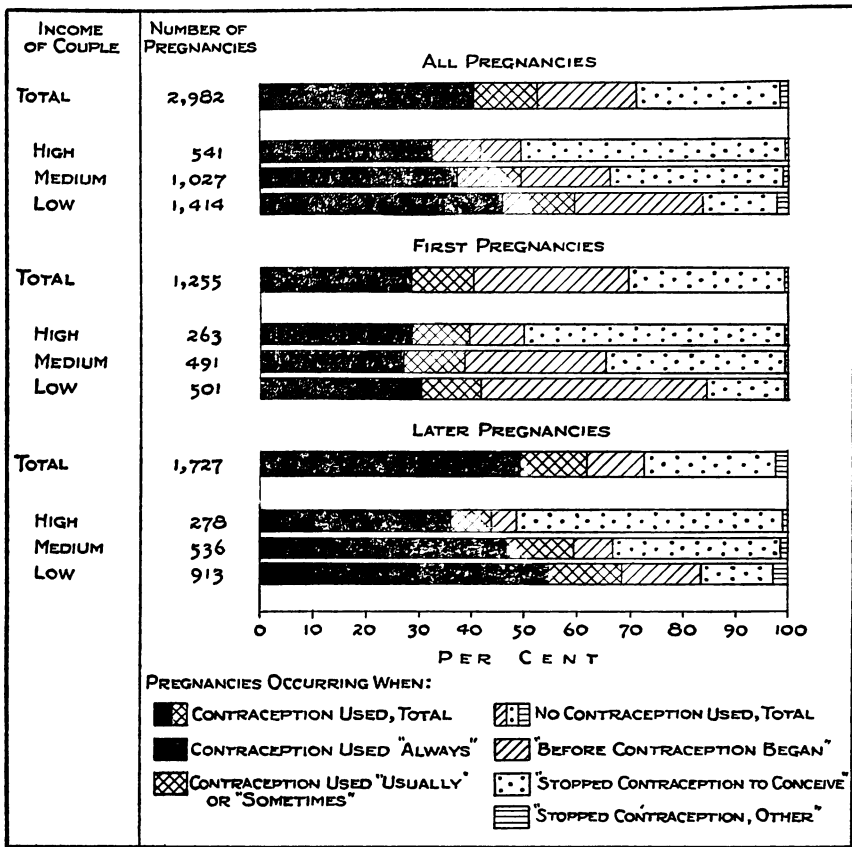 INCOME OF COUPLE
NUMBER OF PREGNANCIES
ALL PREGNANCIES
TOTAL 2,982
HIGH 541
MEDIUM 1,027
LOW 1,414
FIRST PREGNANCIES
TOTAL 1,255
HIGH 263
MEDIUM 491
LOW 501
LATER PREGNANCIES
TOTAL 1,727
HIGH 278
MEDIUM 536
LOW 913
0 10 20 30 40 50 60 70 80 90 100
PER CENT
PREGNANCIES OCCURRING WHEN:
CONTRACEPTION USED, TOTAL
CONTRACEPTION USED "ALWAYS"
CONTRACEPTION USED "USUALLY"
OR "SOMETIMES"
NO CONTRACEPTION USED, TOTAL
"BEFORE CONTRACEPTION BEGAN"
"STOPPED CONTRACEPTION TO CONCEIVE"
"STOPPED CONTRACEPTION, OTHER"